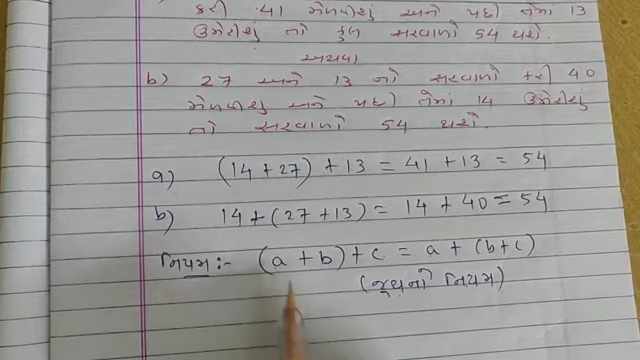 કરી 41 મેળવીશું અને પછી તેમાં 13
ઉમેરીશું તો કુલ સરવાળો 54 થશે.
અથવા
b) 27 અને 13 નો સરવાળો કરી 40
મેળવીશું અને પછી તેમાં 14 ઉમેરીશું
તો સરવાળો 54 થશે.
a) (14 + 27) + 13 = 41 + 13 = 54
b) 14 + (27 + 13) = 14 + 40 = 54
નિયમ :- (a + b) + c = a + (b + c)
(જૂથનો નિયમ)